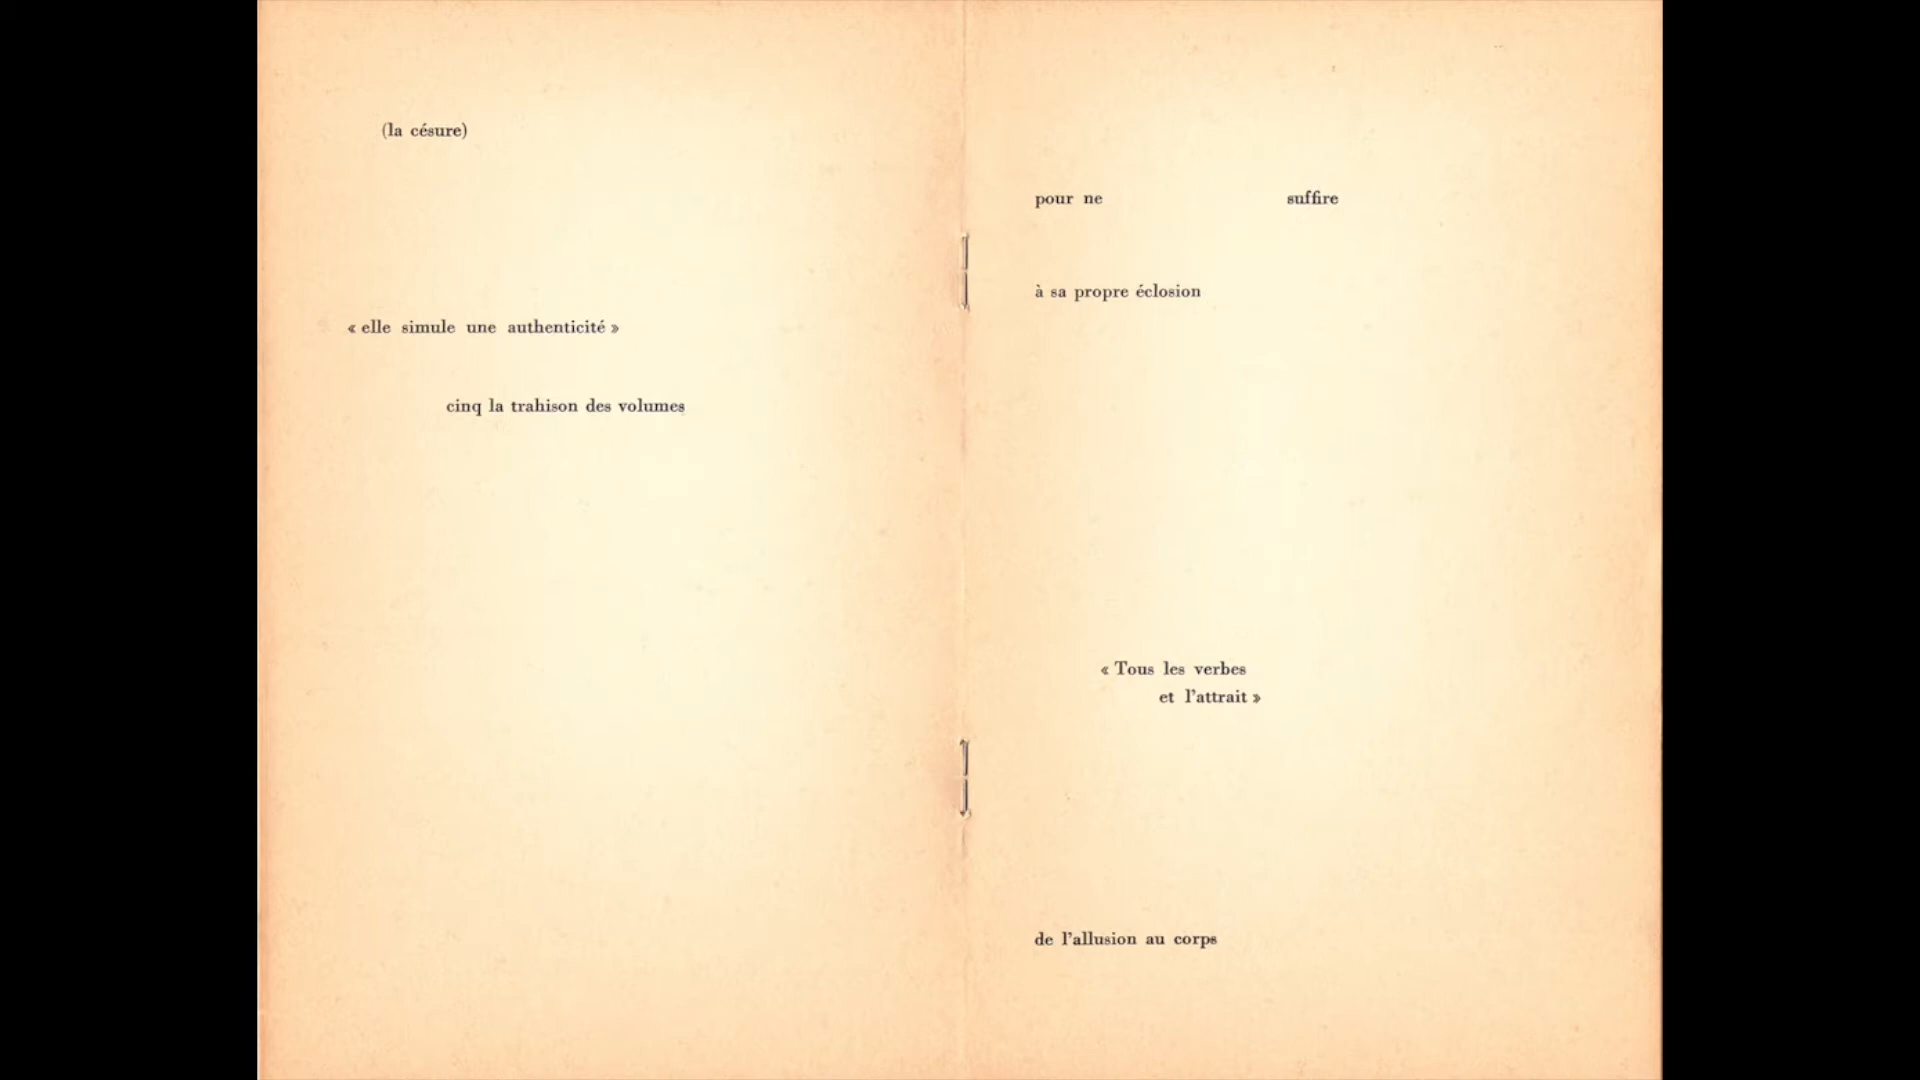 (la césure)
« elle simule une authenticité »
cinq la trahison des volumes
pour ne suffire
à sa propre éclosion
« Tous les verbes
et l'attrait »
de l'allusion au corps